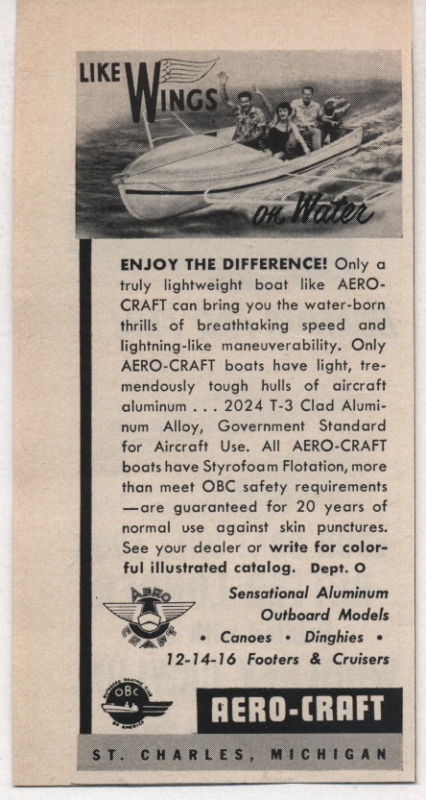 LIKE
WINGS
on Water
ENJOY THE DIFFERENCE! Only a
truly lightweight boat like AERO-
CRAFT can bring you the water-born
thrills of breathtaking speed and
lightning-like maneuverability. Only
AERO-CRAFT boats have light, tre-
mendously tough hulls of aircraft
aluminum . . . 2024 T-3 Clad Alumi-
num Alloy, Government Standard
for Aircraft Use. All AERO-CRAFT
boats have Styrofoam Flotation, more
than meet OBC safety requirements
—are guaranteed for 20 years of
normal use against skin punctures.
See your dealer or write for color-
ful illustrated catalog. Dept. O
AERO
CRAFT
Sensational Aluminum
Outboard Models
• Canoes • Dinghies •
12-14-16 Footers & Cruisers
OUTBOARD BOATING CLUB
OBC
OF AMERICA
AERO-CRAFT
ST. CHARLES, MICHIGAN